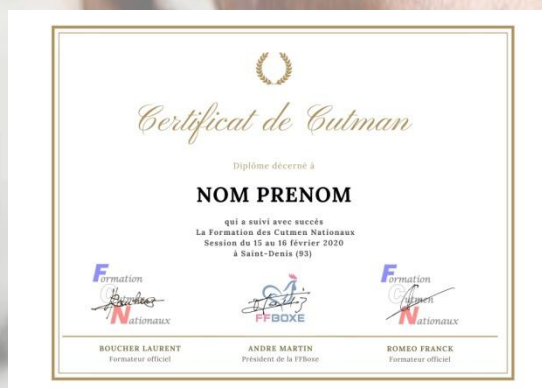 Certificat de Cutman
Diplôme décerné à
NOM PRENOM
qui a suivi avec succès
La Formation des Cutmen Nationaux
Session du 15 au 16 février 2020
à Saint-Denis (93)
Formation
Cutmen
Nationaux
FFBOXE
Formation
Cutmen
Nationaux
BOUCHER LAURENT
Formateur officiel
ANDRE MARTIN
Président de la FFBoxe
ROMEO FRANCK
Formateur officiel